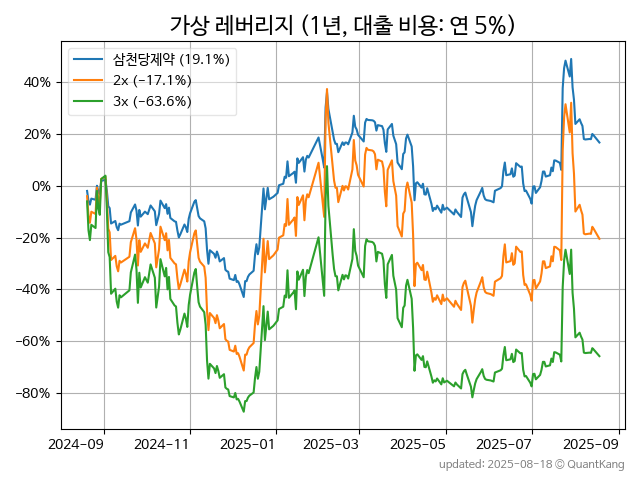 가상 레버리지 (1년, 대출 비용: 연 5%)
삼천당제약 (19.1%)
2x (−17.1%)
3x (−63.6%)
40%
20%
0%
−20%
−40%
−60%
−80%
2024-09 2024-11 2025-01 2025-03 2025-05 2025-07 2025-09
updated: 2025-08-18 ⓒ QuantKang